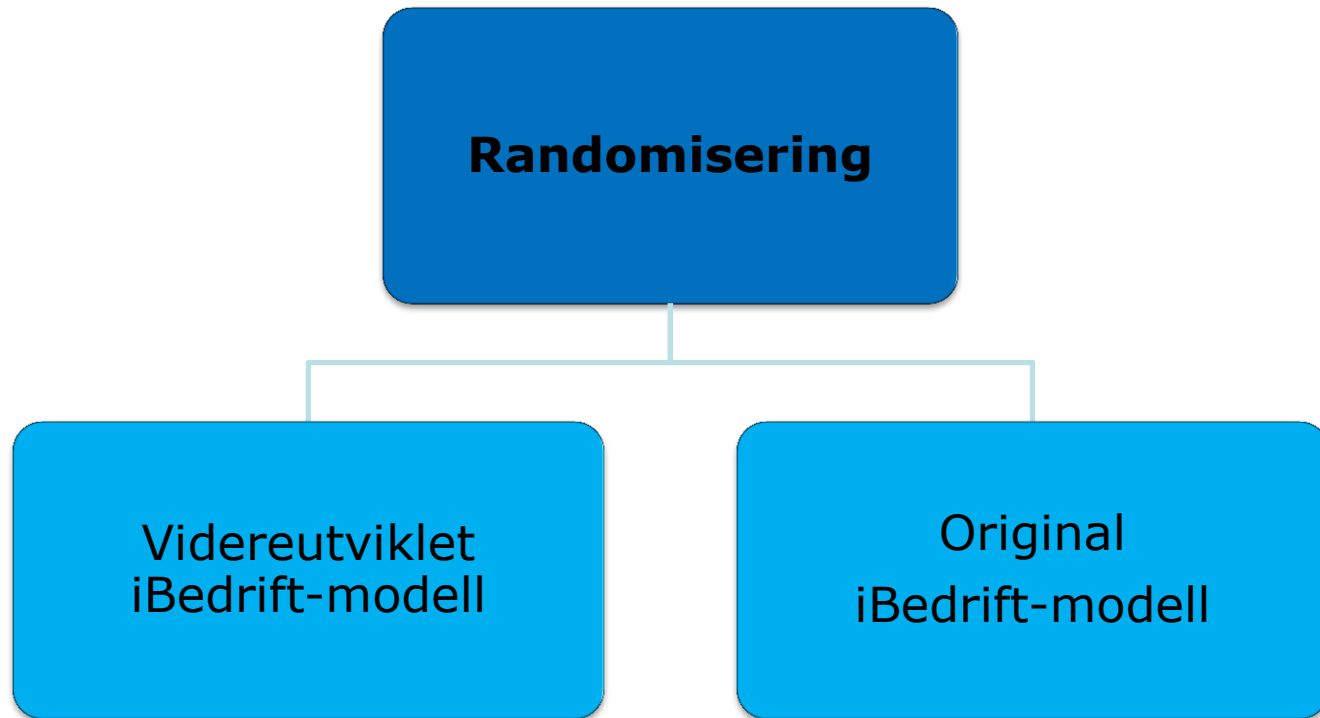 Randomisering
Videreutviklet
iBedrift-modell
Original
iBedrift-modell